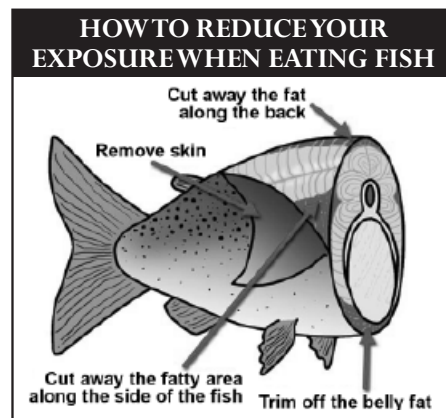 HOW TO REDUCE YOUR
EXPOSURE WHEN EATING FISH
Cut away the fat
along the back
Remove skin
Cut away the fatty area
along the side of the fish
Trim off the belly fat